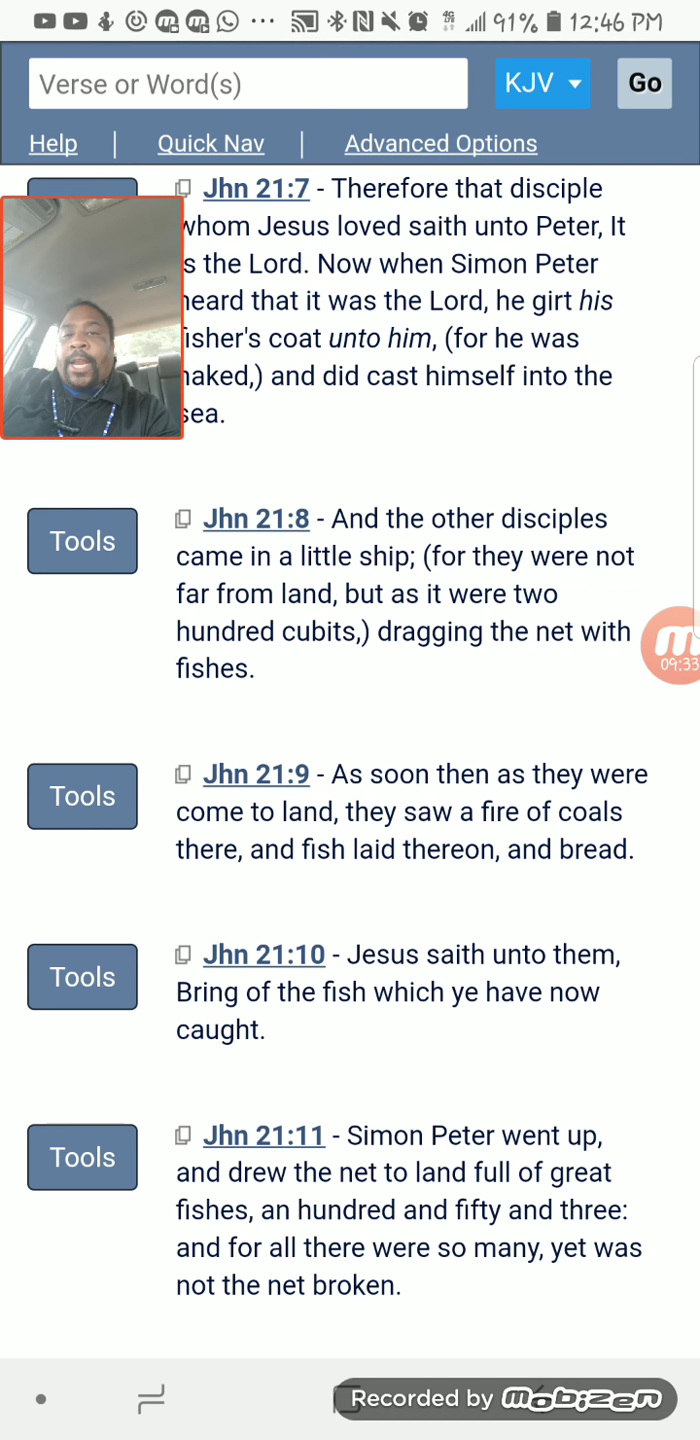 91% 12:46 PM
Verse or Word(s) KJV Go
Help | Quick Nav | Advanced Options
Jhn 21:7 - Therefore that disciple
whom Jesus loved saith unto Peter, It
s the Lord. Now when Simon Peter
heard that it was the Lord, he girt his
fisher's coat unto him, (for he was
naked,) and did cast himself into the
sea.
Tools
Jhn 21:8 - And the other disciples
came in a little ship; (for they were not
far from land, but as it were two
hundred cubits,) dragging the net with
fishes.
09:33
Tools
Jhn 21:9 - As soon then as they were
come to land, they saw a fire of coals
there, and fish laid thereon, and bread.
Tools
Jhn 21:10 - Jesus saith unto them,
Bring of the fish which ye have now
caught.
Tools
Jhn 21:11 - Simon Peter went up,
and drew the net to land full of great
fishes, an hundred and fifty and three:
and for all there were so many, yet was
not the net broken.
Recorded by mobizen